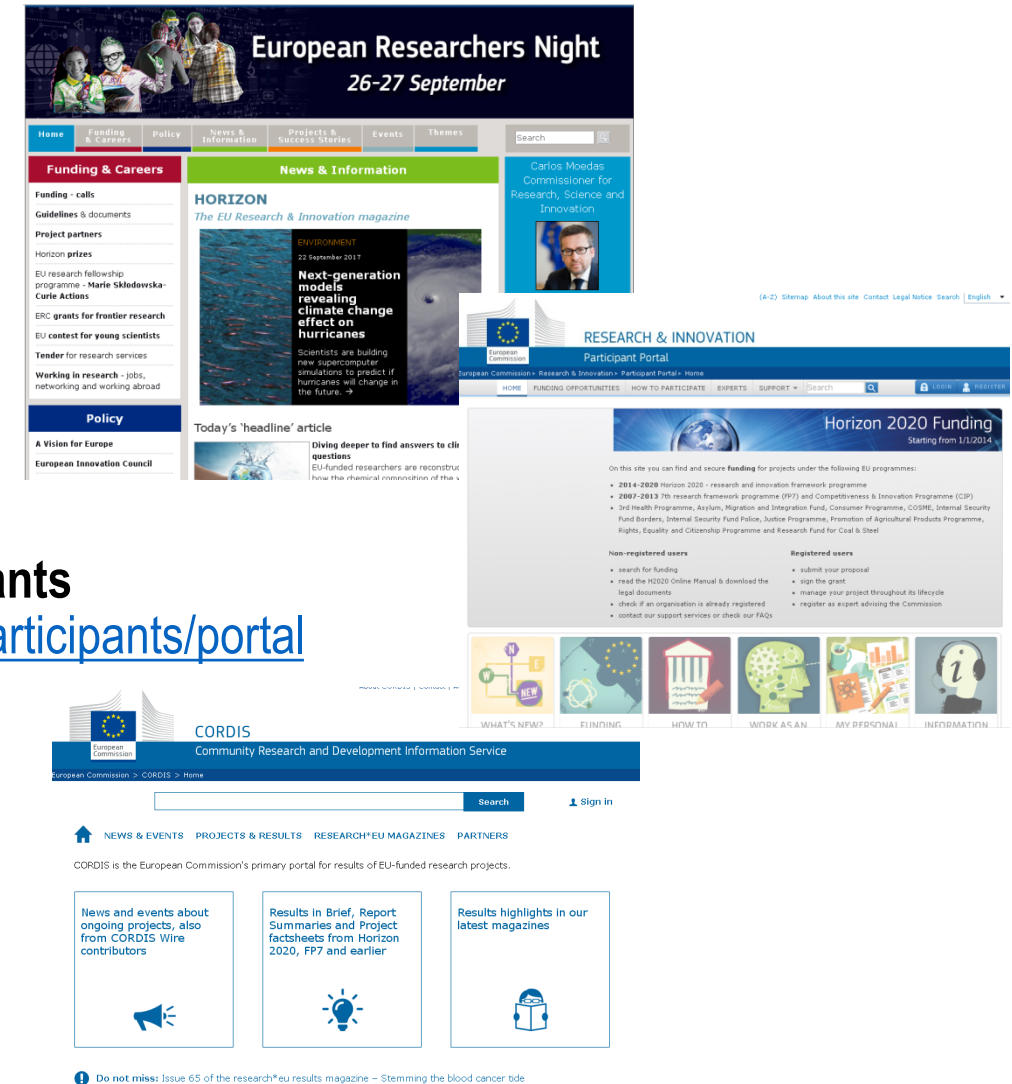 European Researchers Night
26-27 September
Home
Funding & Careers
Policy
News & Information
Projects & Success Stories
Events
Themes
Search
Funding & Careers
Funding - calls
Guidelines & documents
Project partners
Horizon prizes
EU research fellowship
programme - Marie Skłodowska-
Curie Actions
ERC grants for frontier research
EU contest for young scientists
Tender for research services
Working in research - jobs,
networking and working abroad
Policy
A Vision for Europe
European Innovation Council
News & Information
HORIZON
The EU Research & Innovation magazine
ENVIRONMENT
22 September 2017
Next-generation
models
revealing
climate change
effect on
hurricanes
Scientists are building
new supercomputer
simulations to predict if
hurricanes will change in
the future. →
Today's 'headline' article
Diving deeper to find answers to
questions
EU-funded researchers are
how the chemical composition of the
Carlos Moedas
Commissioner for
Research, Science and
Innovation
(A-Z) Sitemap About this site Contact Legal Notice Search English
European
Commission
RESEARCH & INNOVATION
Participant Portal
European Commission > Research & Innovation > Participant Portal > Home
HOME FUNDING OPPORTUNITIES HOW TO PARTICIPATE EXPERTS SUPPORT Search LOGIN REGISTER
Horizon 2020 Funding
Starting from 1/1/2014
On this site you can find and secure funding for projects under the following EU programmes:
• 2014-2020 Horizon 2020 - research and innovation framework programme
• 2007-2013 7th research framework programme (FP7) and Competitiveness & Innovation Programme (CIP)
• 3rd Health Programme, Asylum, Migration and Integration Fund, Consumer Programme, COSME, Internal Security
Fund Borders, Internal Security Fund Police, Justice Programme, Promotion of Agricultural Products Programme,
Rights, Equality and Citizenship Programme and Research Fund for Coal & Steel
Non-registered users
• search for funding
• read the H2020 Online Manual & download the
legal documents
• check if an organisation is already registered
• contact our support services or check our FAQs
Registered users
• submit your proposal
• sign the grant
• manage your project throughout its lifecycle
• register as expert advising the Commission
N
E
W
NEW
WHAT'S NEW?
FUNDING
HOW TO
WORK AS AN
MY PERSONAL
INFORMATION
ants
articipants/portal
About CORDIS | Contact |
European
Commission
CORDIS
Community Research and Development Information Service
European Commission > CORDIS > Home
Search
Sign in
NEWS & EVENTS PROJECTS & RESULTS RESEARCH*EU MAGAZINES PARTNERS
CORDIS is the European Commission's primary portal for results of EU-funded research projects.
News and events about
ongoing projects, also
from CORDIS Wire
contributors
Results in Brief, Report
Summaries and Project
factsheets from Horizon
2020, FP7 and earlier
Results highlights in our
latest magazines
Do not miss: Issue 65 of the research*eu results magazine – Stemming the blood cancer tide